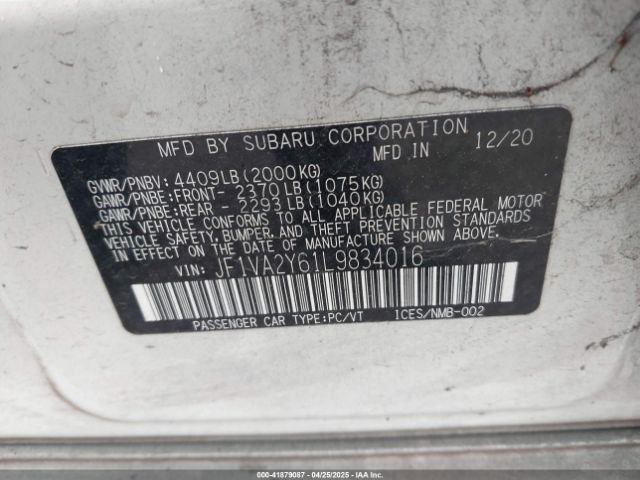 MFD BY SUBARU CORPORATION
MFD IN 12/20
GVWR/PNBV: 4409LB(2000KG)
GAWR/PNBE:FRONT- 2370LB(1075KG)
GAWR/PNBE:REAR - 2293LB(1040KG)
THIS VEHICLE CONFORMS TO ALL APPLICABLE FEDERAL MOTOR
VEHICLE SAFETY,BUMPER,AND THEFT PREVENTION STANDARDS
IN EFFECT ON THE DATE OF MANUFACTURE SHOWN ABOVE.
VIN: JF1VA2Y61L9834016
PASSENGER CAR TYPE:PC/VT ICES/NMB-002
© IAA - 41879087 - 04/25/2025 - IAAI.com